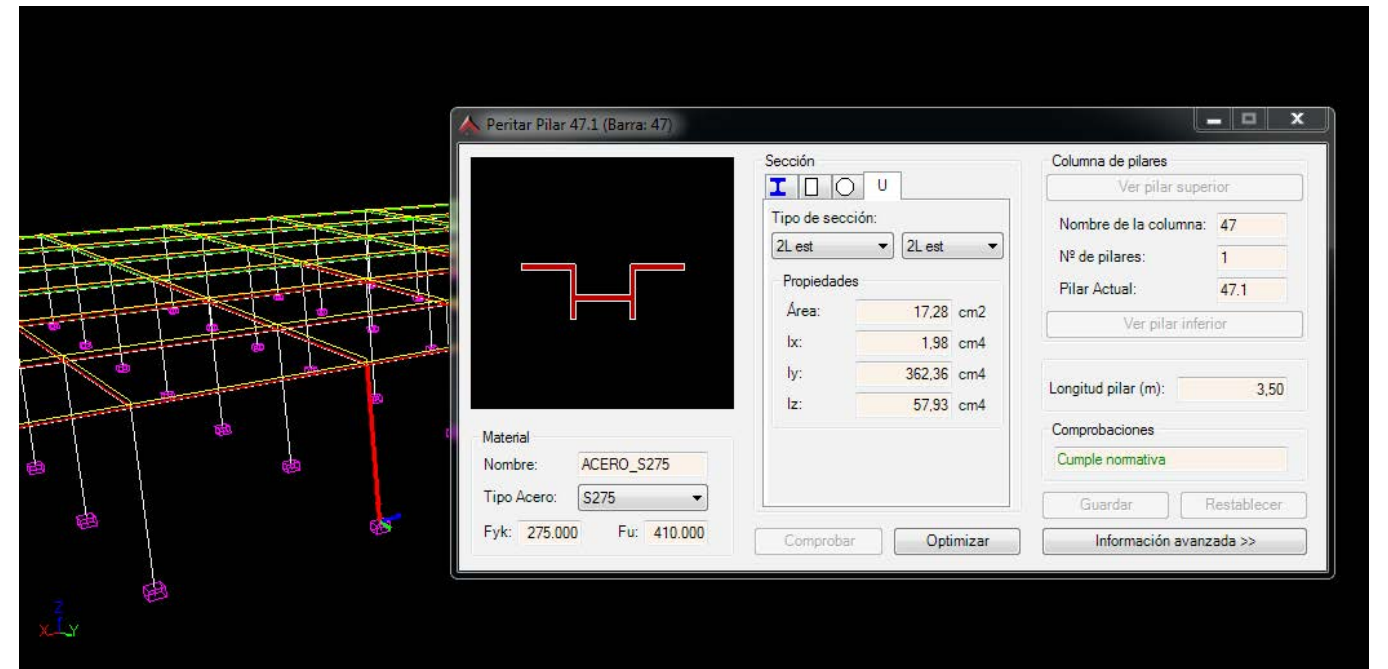 Peritar Pilar 47.1 (Barra: 47)
Sección
U
Tipo de sección:
2L est 2L est
Propiedades
Área: 17,28 cm2
Ix: 1,98 cm4
Iy: 362,36 cm4
Iz: 57,93 cm4
Columna de pilares
Ver pilar superior
Nombre de la columna: 47
Nº de pilares: 1
Pilar Actual: 47.1
Ver pilar inferior
Longitud pilar (m): 3,50
Comprobaciones
Cumple normativa
Guardar Restablecer
Información avanzada >>
Material
Nombre: ACERO_S275
Tipo Acero: S275
Fyk: 275.000 Fu: 410.000
Comprobar Optimizar
Z
X Y